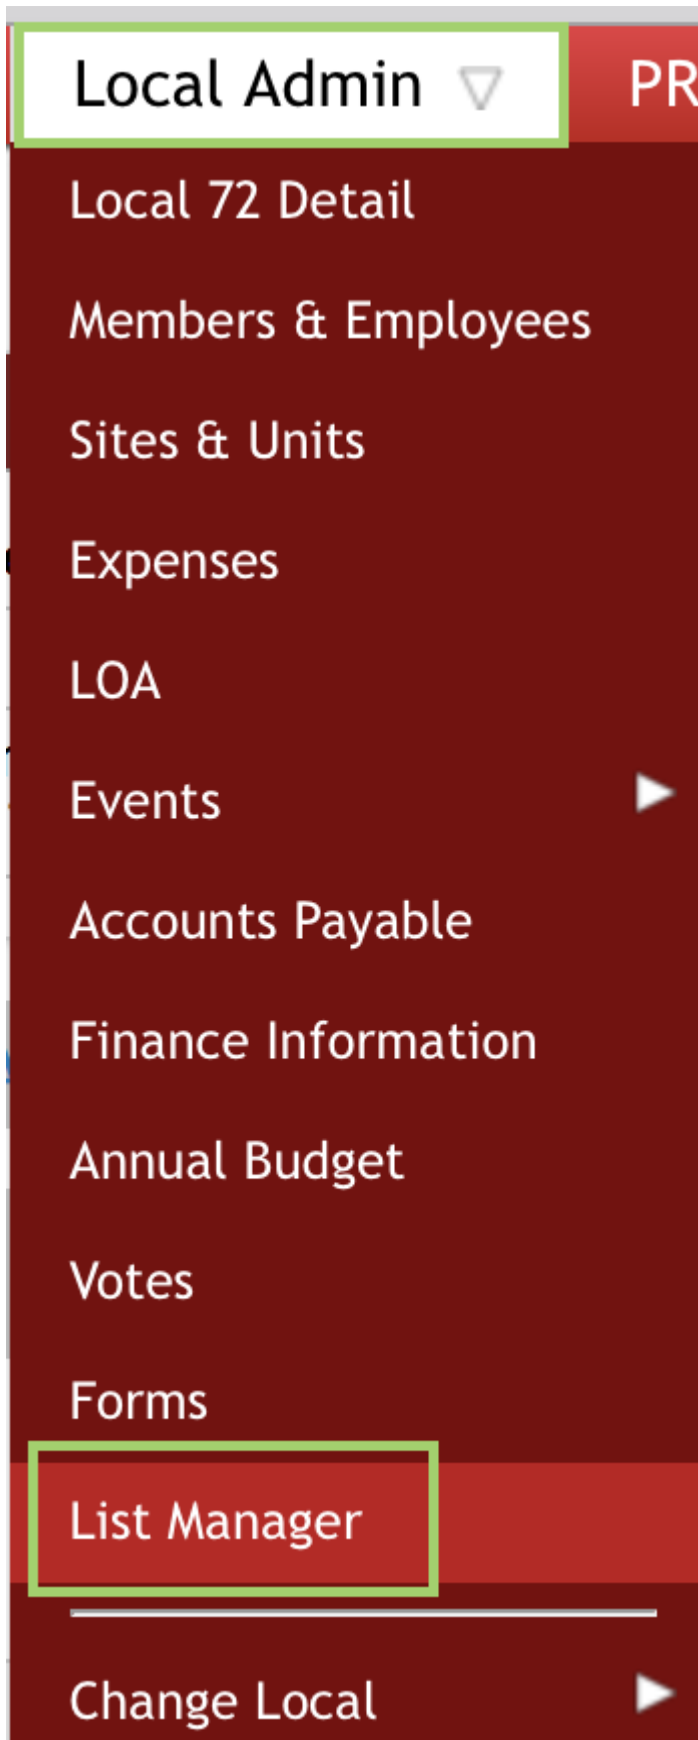 Local Admin PR
Local 72 Detail
Members & Employees
Sites & Units
Expenses
LOA
Events
Accounts Payable
Finance Information
Annual Budget
Votes
Forms
List Manager
Change Local